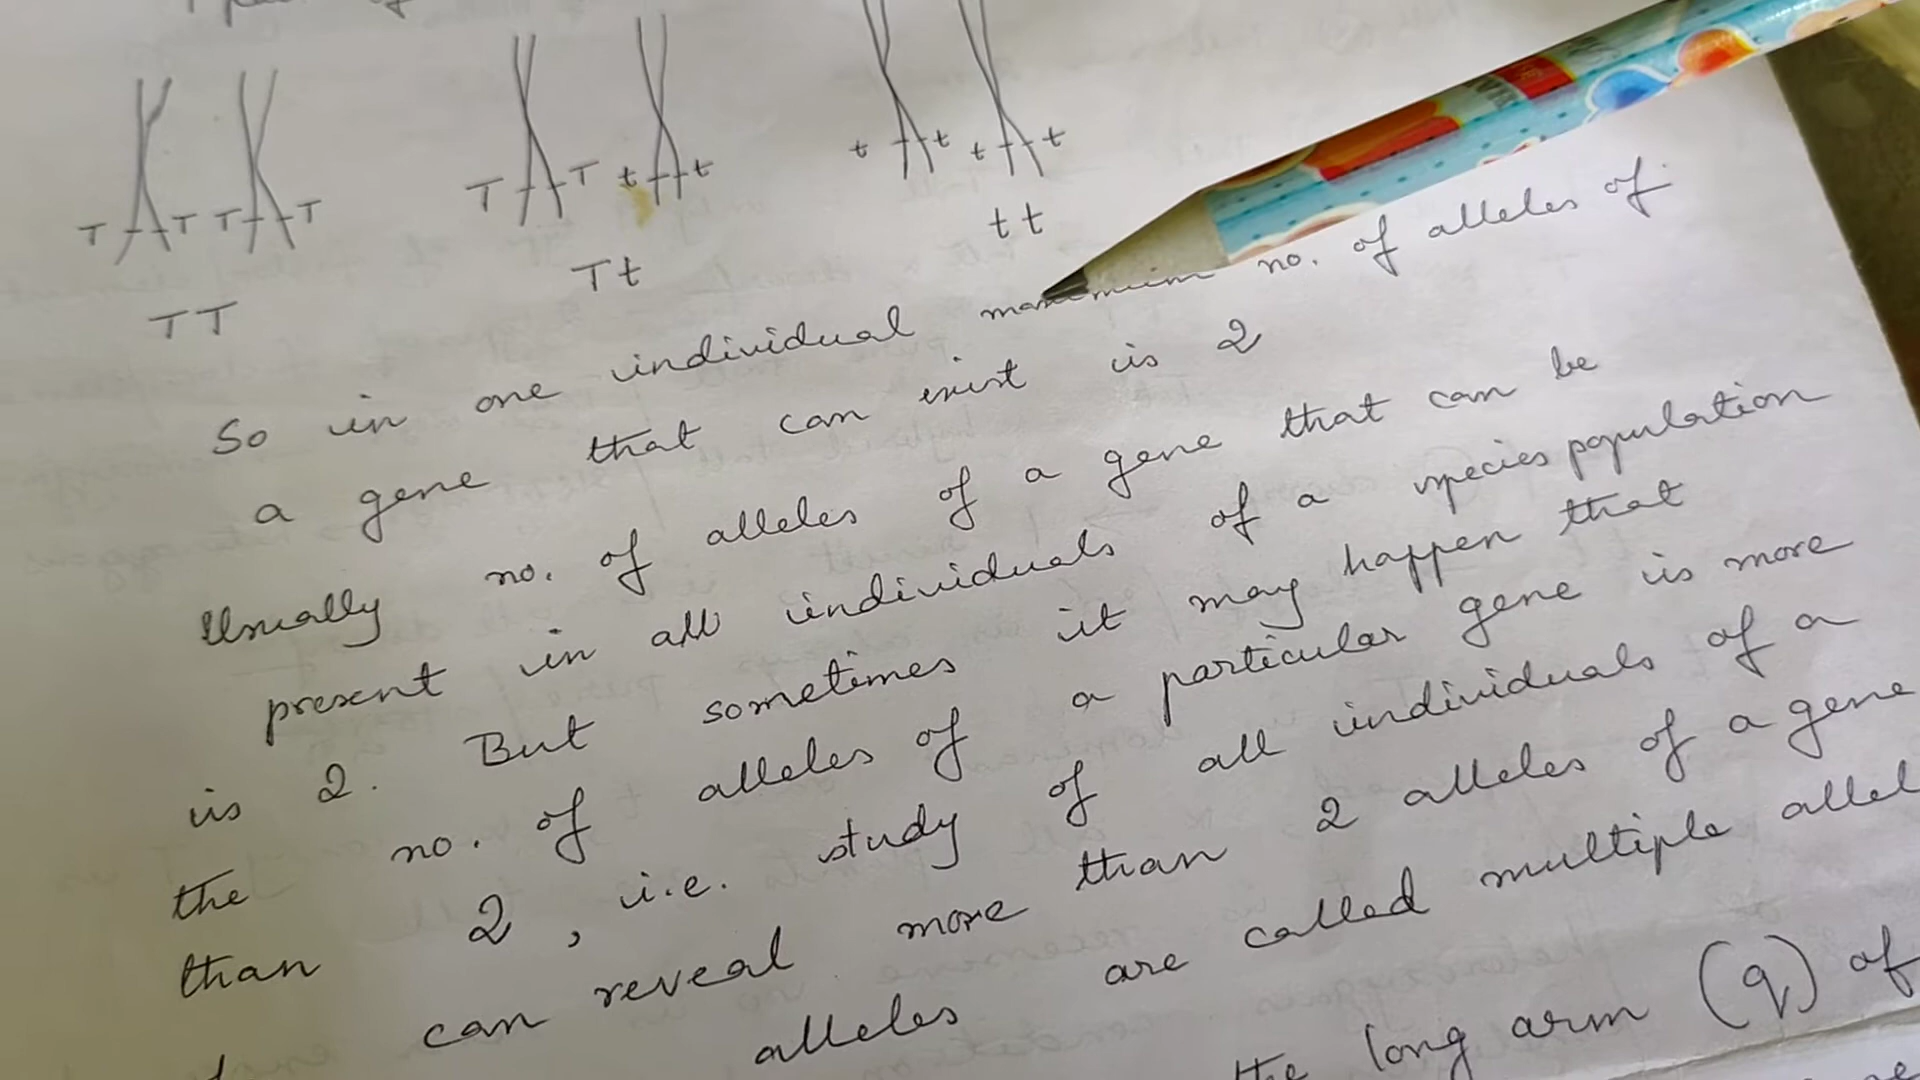 T T T T
T T t t
t t t t
TT
Tt
tt
So in one individual maximum no. of alleles of
a gene that can exist is 2
Usually no. of alleles of a gene that can be
present in all individuals of a species population
is 2. But sometimes it may happen that
the no. of alleles of a particular gene is more
than 2, i.e. study of all individuals of a
can reveal more than 2 alleles of a gene
alleles are called multiple allel
the long arm (q) of